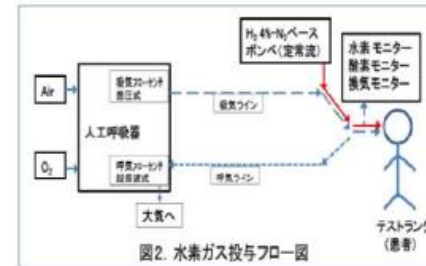 H₂ 4%-N₂ベース
ボンベ(定常流)
水素モニター
酸素モニター
換気モニター
Air
O₂
人工呼吸器
吸気フローセンサ
差圧式
吸気ライン
呼気フローセンサ
呼気ライン
大気へ
テストラング
(患者)
図2. 水素ガス投与フロー図